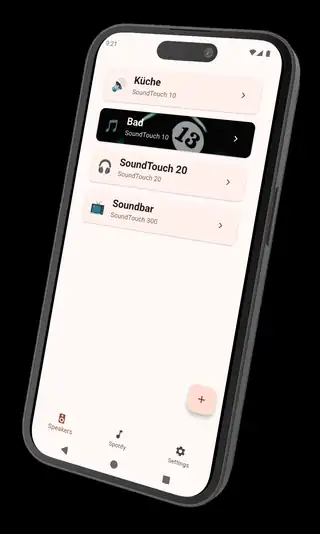 9:21
Küche
SoundTouch 10
Bad
SoundTouch 10
13
SoundTouch 20
SoundTouch 20
Soundbar
SoundTouch 300
+
Speakers
Spotify
Settings